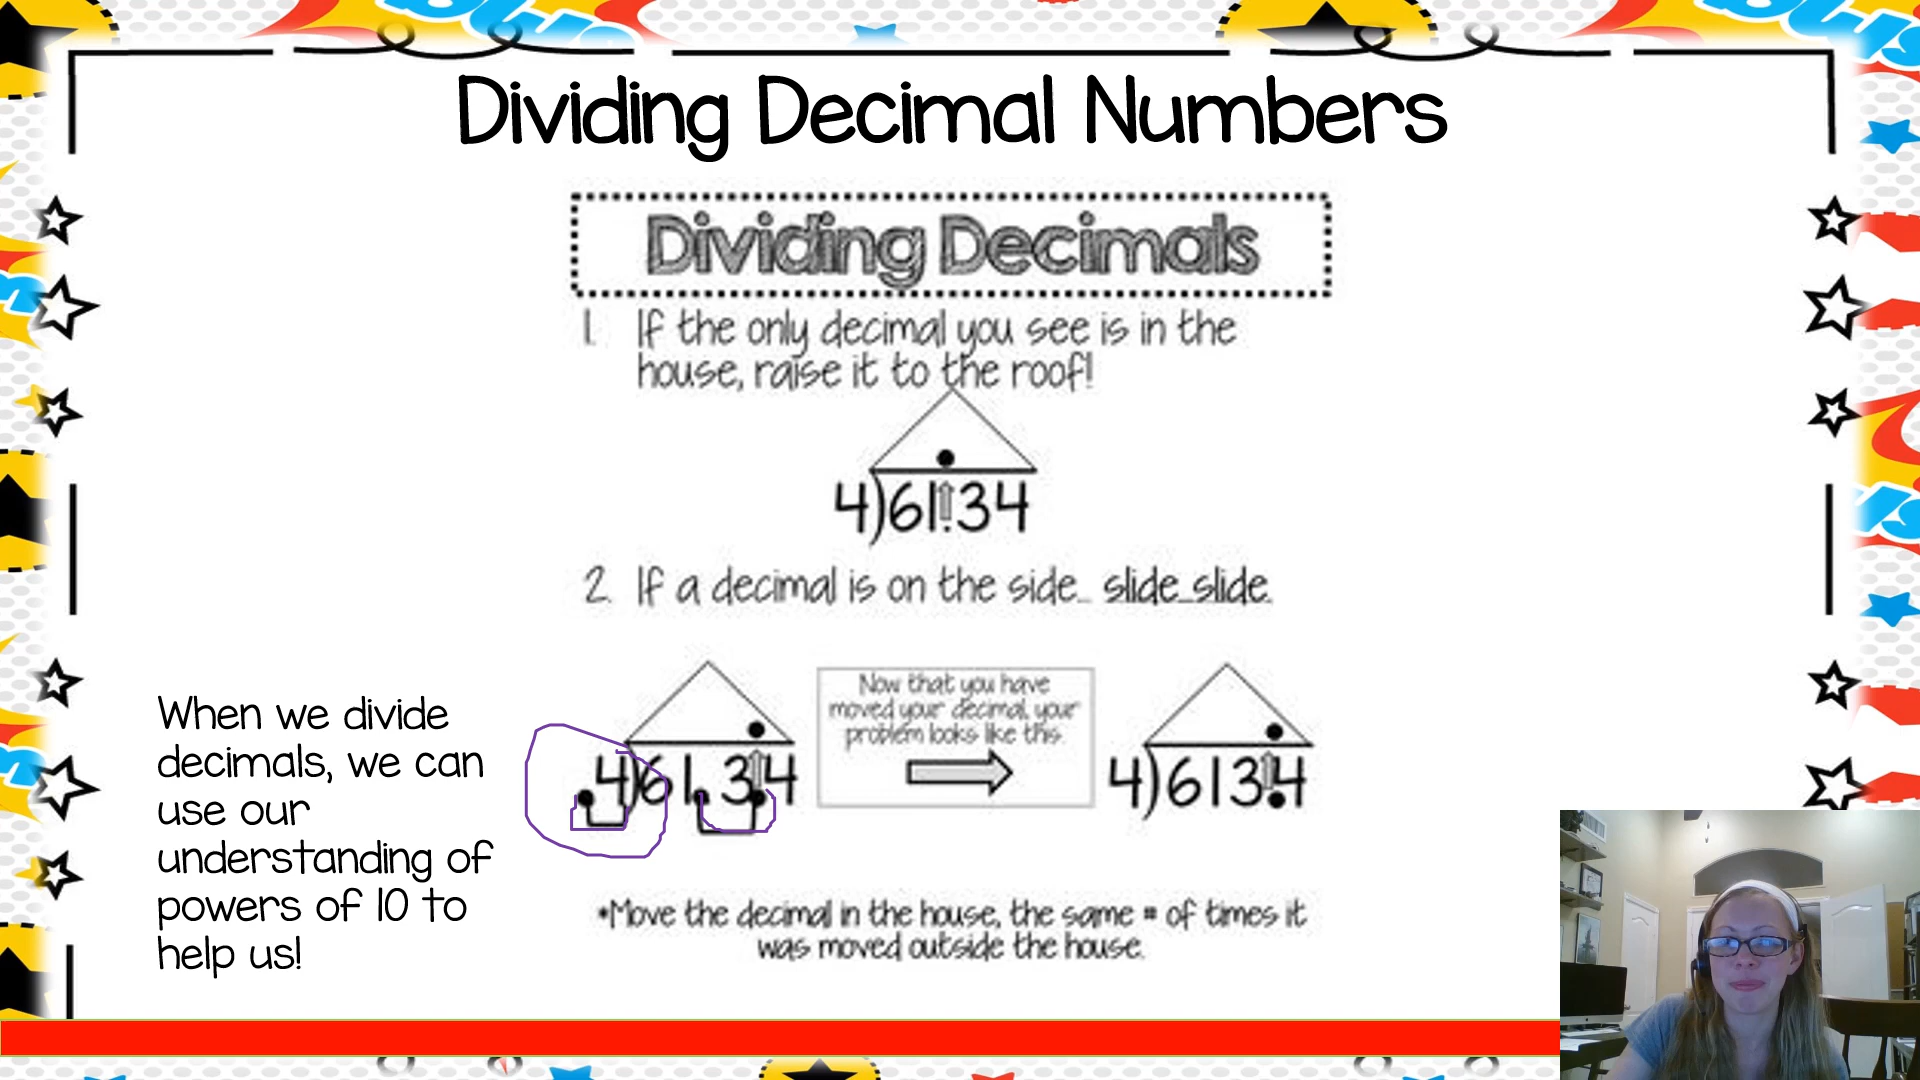 Dividing Decimal Numbers
Dividing Decimals
1. If the only decimal you see is in the
house, raise it to the roof!
4)61.34
2. If a decimal is on the side... slide...slide.
When we divide
decimals, we can
use our
understanding of
powers of 10 to
help us!
.4)61.34
Now that you have
moved your decimal, your
problem looks like this.
4)613.4
*Move the decimal in the house, the same # of times it
was moved outside the house.